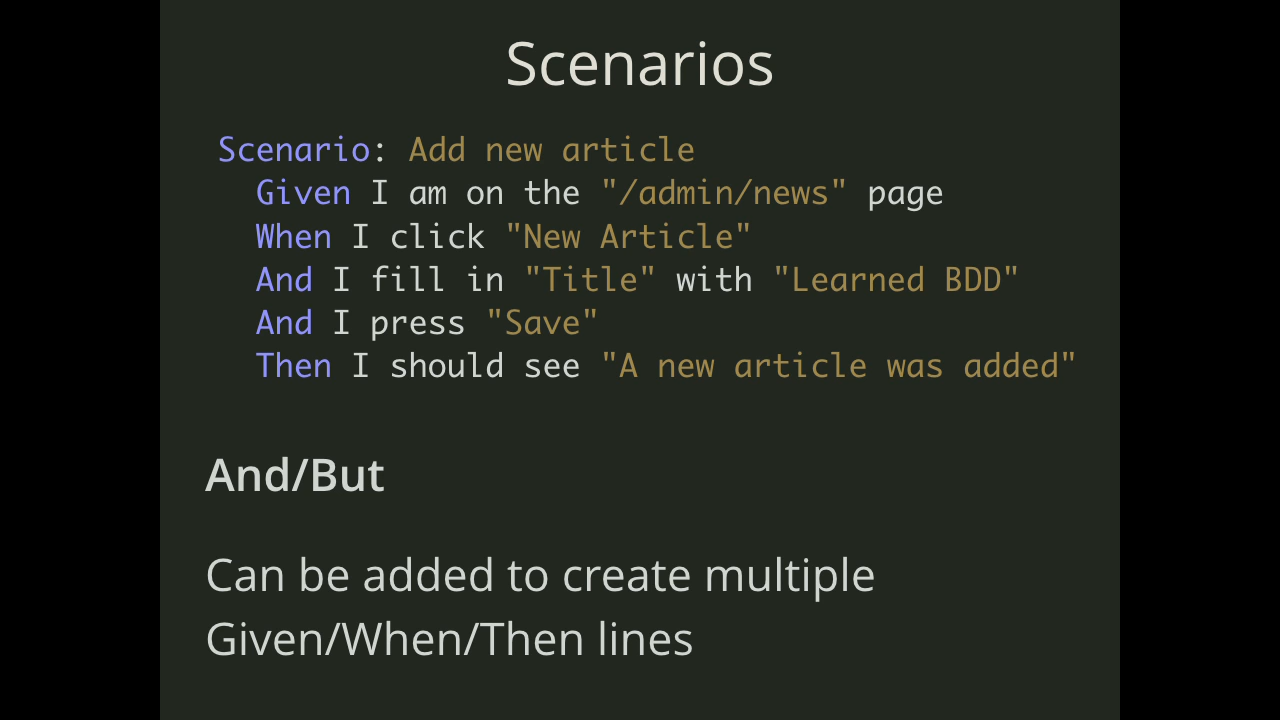 Scenarios
Scenario: Add new article
Given I am on the "/admin/news" page
When I click "New Article"
And I fill in "Title" with "Learned BDD"
And I press "Save"
Then I should see "A new article was added"
And/But
Can be added to create multiple
Given/When/Then lines